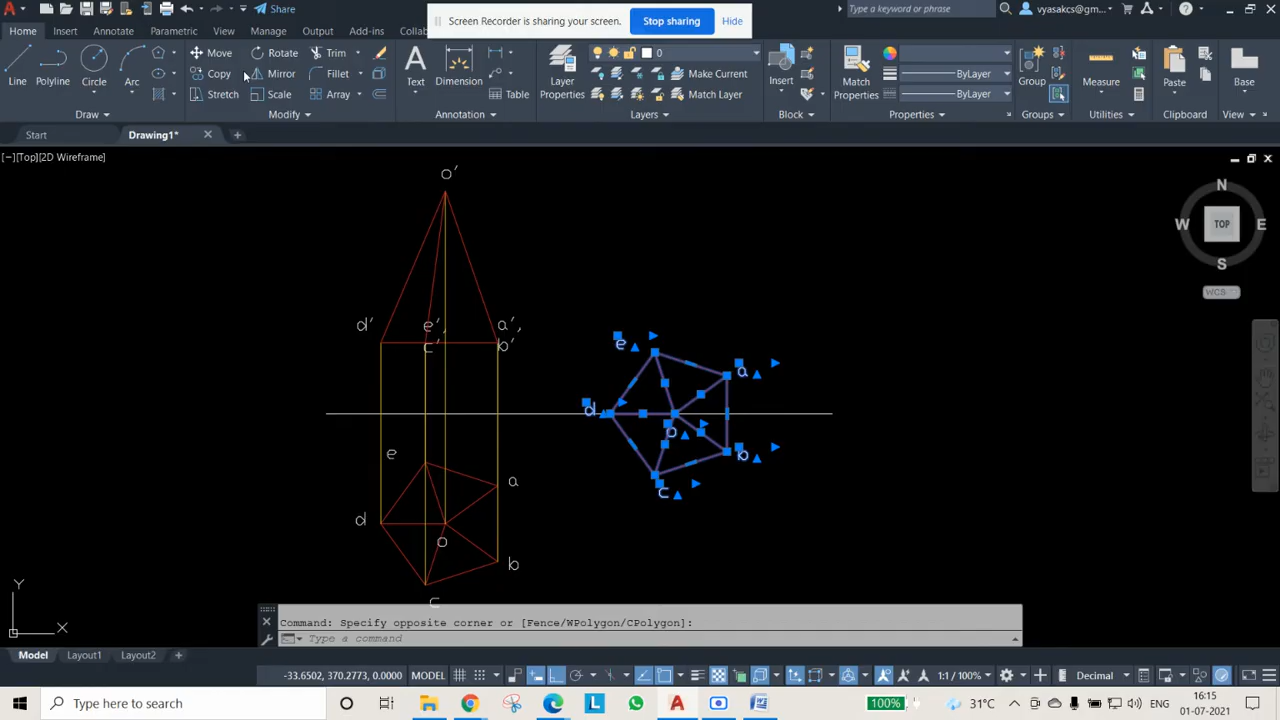 Share
Screen Recorder is sharing your screen.
Stop sharing
Hide
Type a keyword or phrase
vyasakcs@gm...
Home
Insert
Annotate
Parametric
View
Manage
Output
Add-ins
Collab
Line
Polyline
Circle
Arc
Move
Rotate
Trim
Copy
Mirror
Fillet
Stretch
Scale
Array
Text
Dimension
Table
Layer
Properties
0
Make Current
Match Layer
Insert
Match
Properties
ByLayer
ByLayer
Group
Measure
Paste
Base
Draw
Modify
Annotation
Layers
Block
Properties
Groups
Utilities
Clipboard
View
Start
Drawing1*
[−][Top][2D Wireframe]
N
W
TOP
E
S
WCS
o'
d'
e',
c'
a',
b'
e
a
d
o
b
c
e
a
d
o
b
c
Y
X
Command: Specify opposite corner or [Fence/WPolygon/CPolygon]:
Type a command
Model
Layout1
Layout2
-33.6502, 370.2773, 0.0000
MODEL
1:1 / 100%
Decimal
Type here to search
100%
31°C
ENG
16:15
01-07-2021